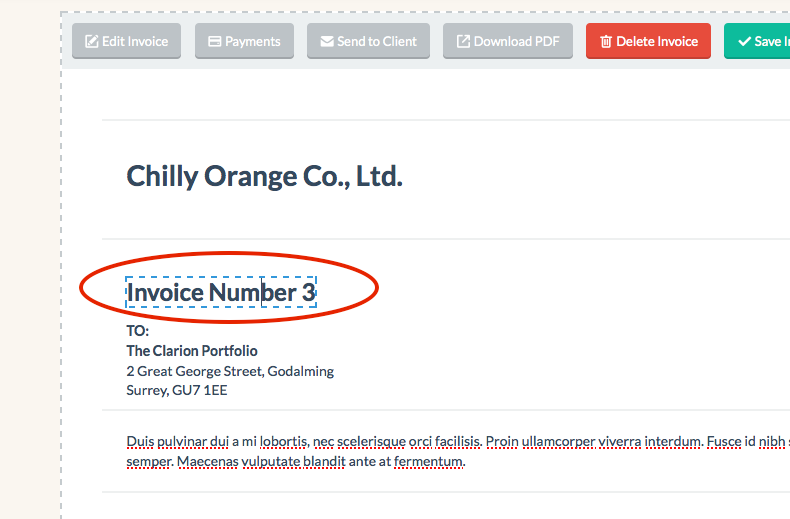 Edit Invoice Payments Send to Client Download PDF Delete Invoice Save
Chilly Orange Co., Ltd.
Invoice Number 3
TO:
The Clarion Portfolio
2 Great George Street, Godalming
Surrey, GU7 1EE
Duis pulvinar dui a mi lobortis, nec scelerisque orci facilisis. Proin ullamcorper viverra interdum. Fusce id nibh
semper. Maecenas vulputate blandit ante at fermentum.